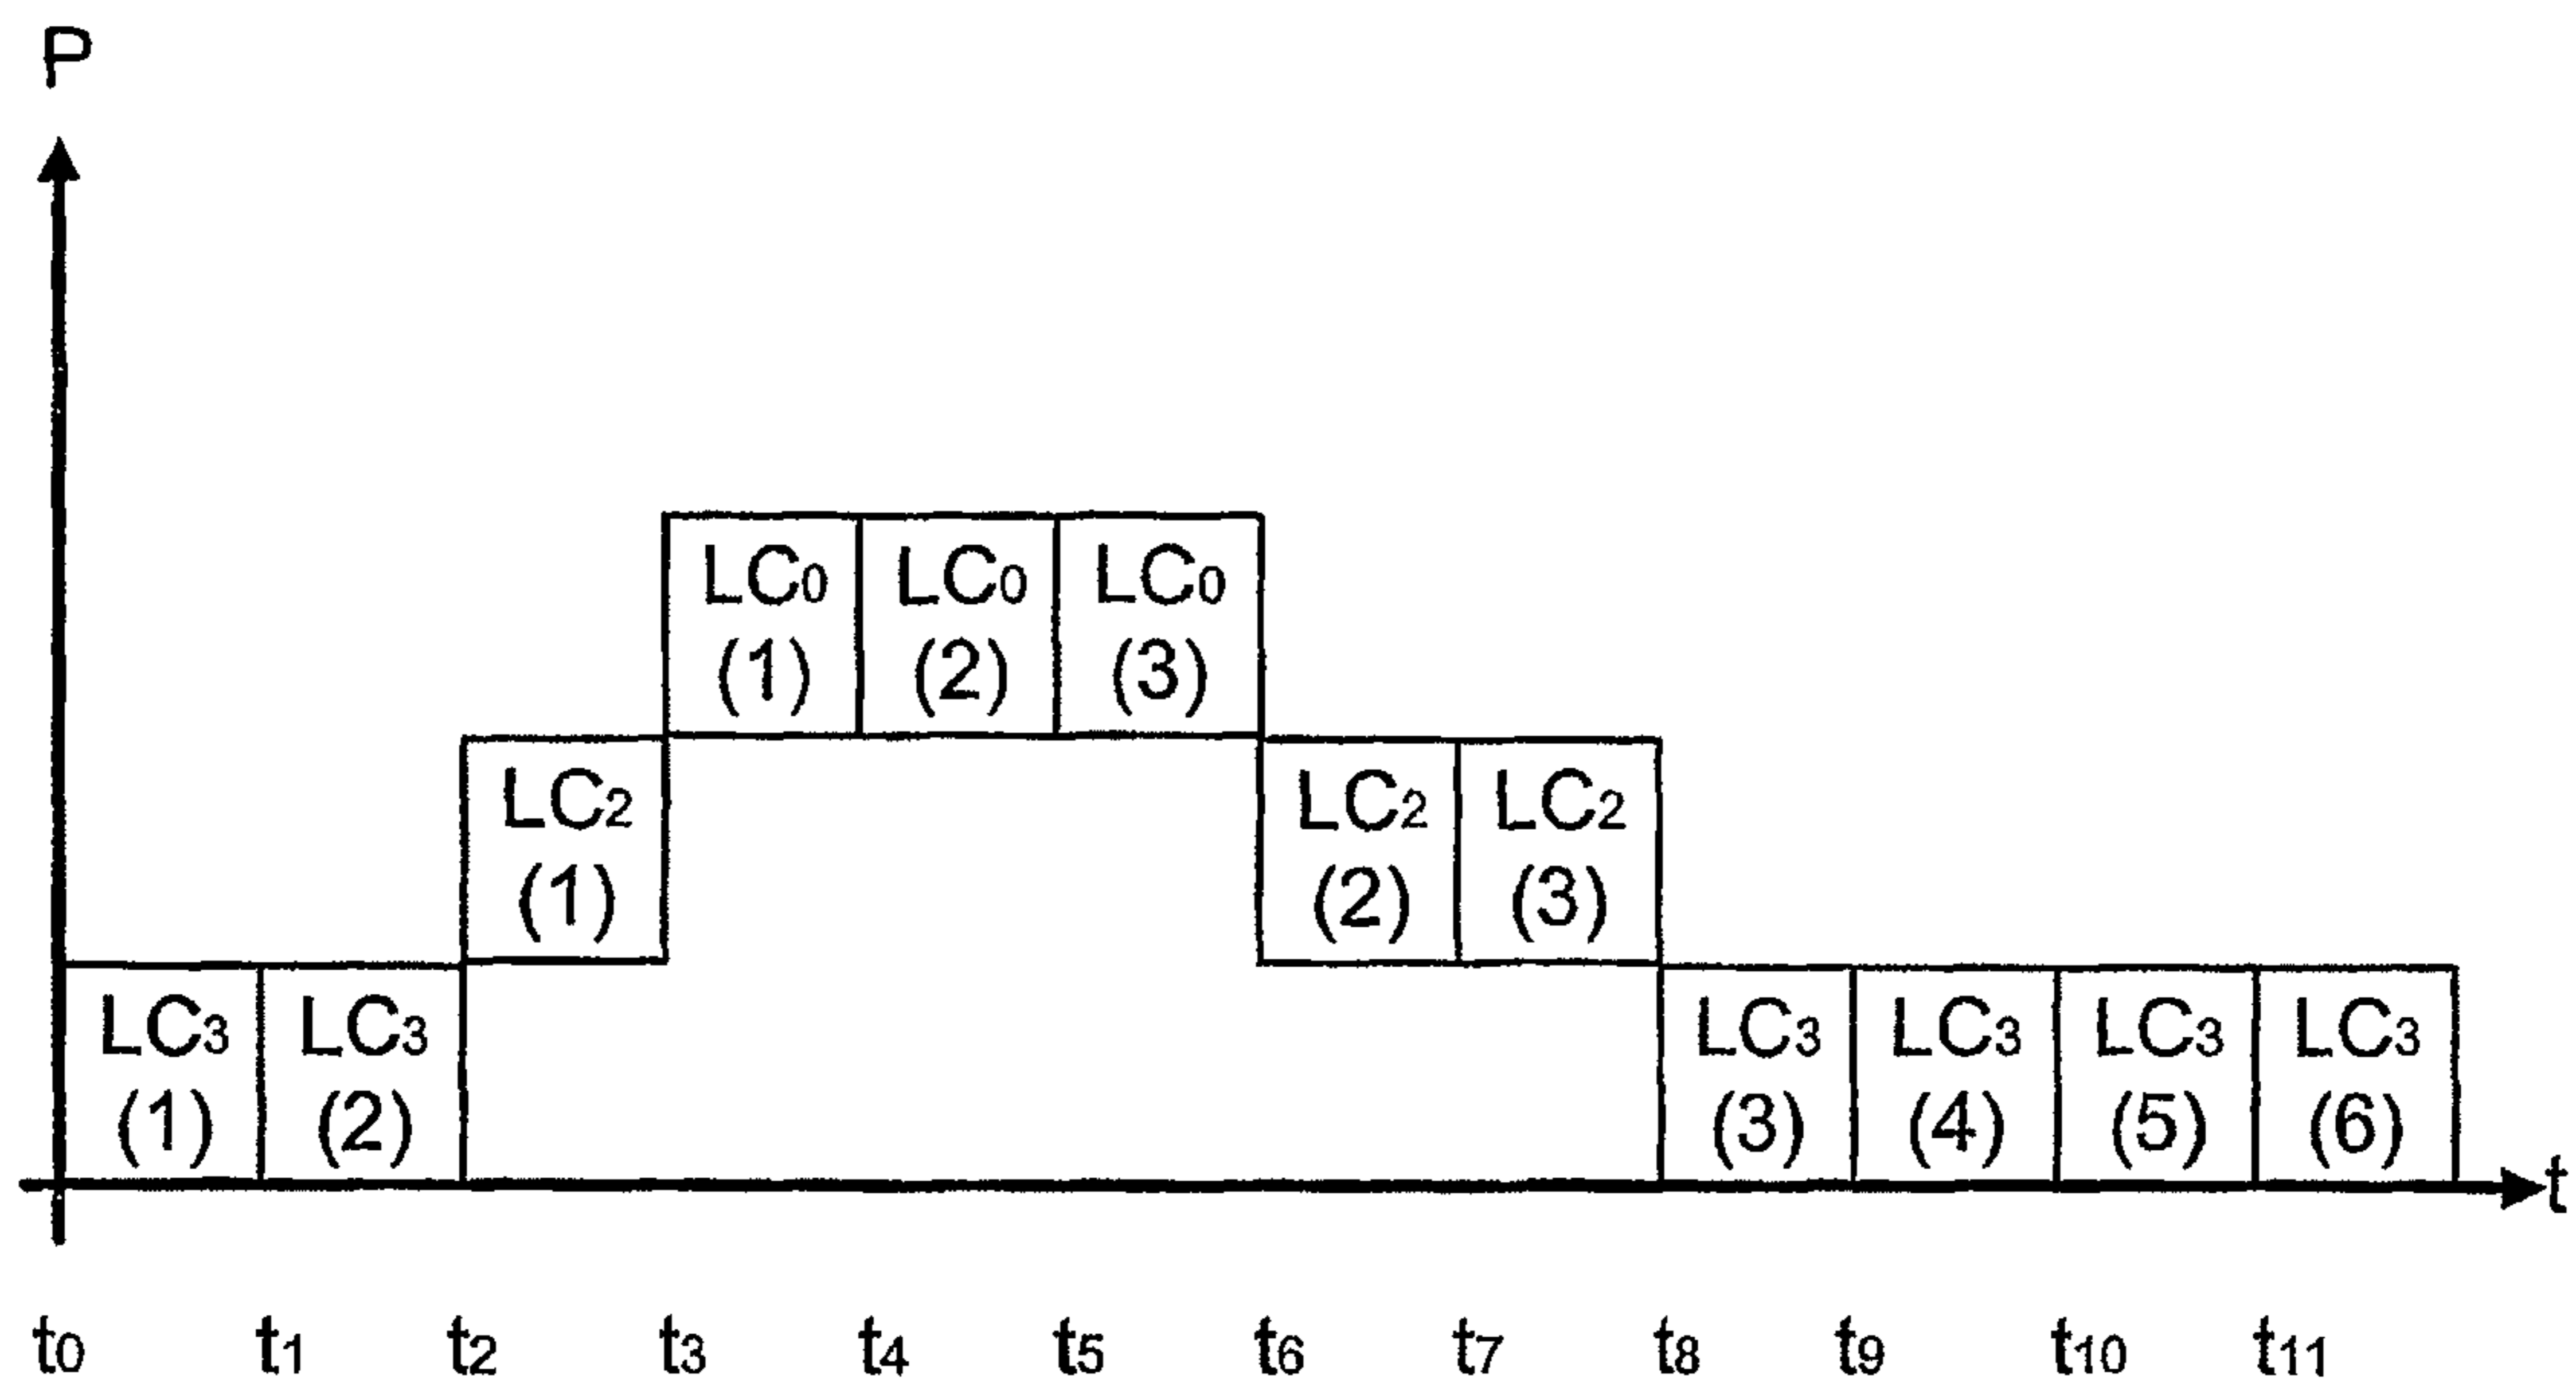 P
LC0 LC0 LC0
(1) (2) (3)
LC2 LC2 LC2
(1) (2) (3)
LC3 LC3 LC3 LC3 LC3 LC3
(1) (2) (3) (4) (5) (6)
t
t0 t1 t2 t3 t4 t5 t6 t7 t8 t9 t10 t11